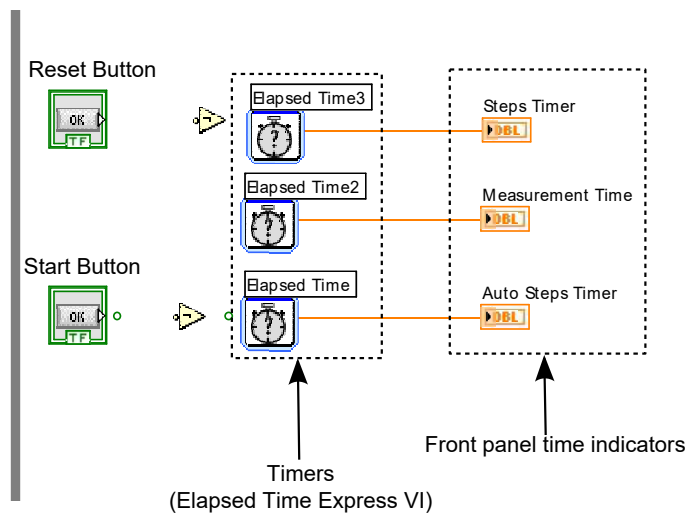 Reset Button
OK
TF
Elapsed Time3
?
Steps Timer
DBL
Elapsed Time2
?
Measurement Time
DBL
Start Button
OK
TF
Elapsed Time
?
Auto Steps Timer
DBL
Front panel time indicators
Timers
(Elapsed Time Express VI)